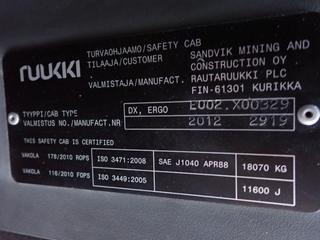 ruukki
TURVAOHJAAMO/SAFETY CAB
TILAAJA/CUSTOMER SANDVIK MINING AND
CONSTRUCTION OY
VALMISTAJA/MANUFACT. RAUTARUUKKI PLC
FIN-61301 KURIKKA
TYYPPI/CAB TYPE DX, ERGO E002.X00329
VALMISTUS NO./MANUFACT.NR 2012 2919
THIS SAFETY CAB IS CERTIFIED
VAKOLA 178/2010 ROPS ISO 3471:2008 SAE J1040 APR88 18070 KG
VAKOLA 116/2010 FOPS ISO 3449:2005 11600 J